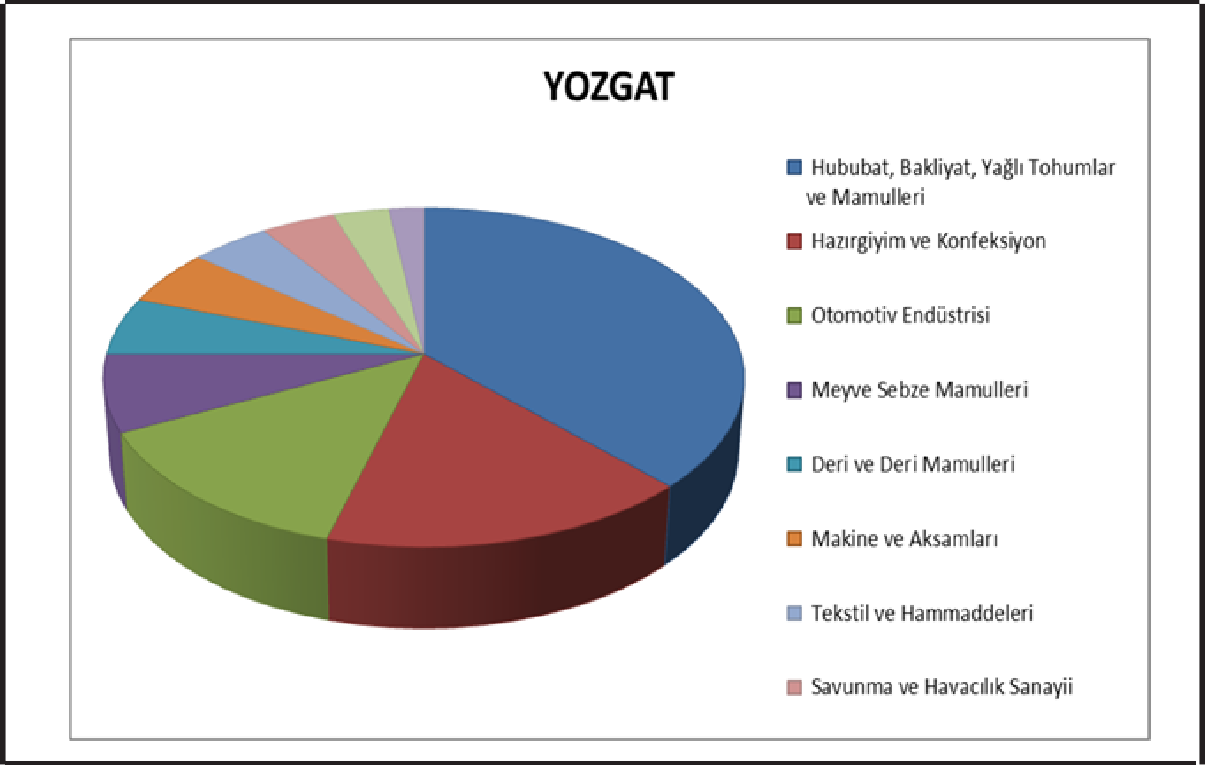 YOZGAT
Hububat, Bakliyat, Yağlı Tohumlar
ve Mamulleri
Hazırgiyim ve Konfeksiyon
Otomotiv Endüstrisi
Meyve Sebze Mamulleri
Deri ve Deri Mamulleri
Makine ve Aksamları
Tekstil ve Hammaddeleri
Savunma ve Havacılık Sanayii